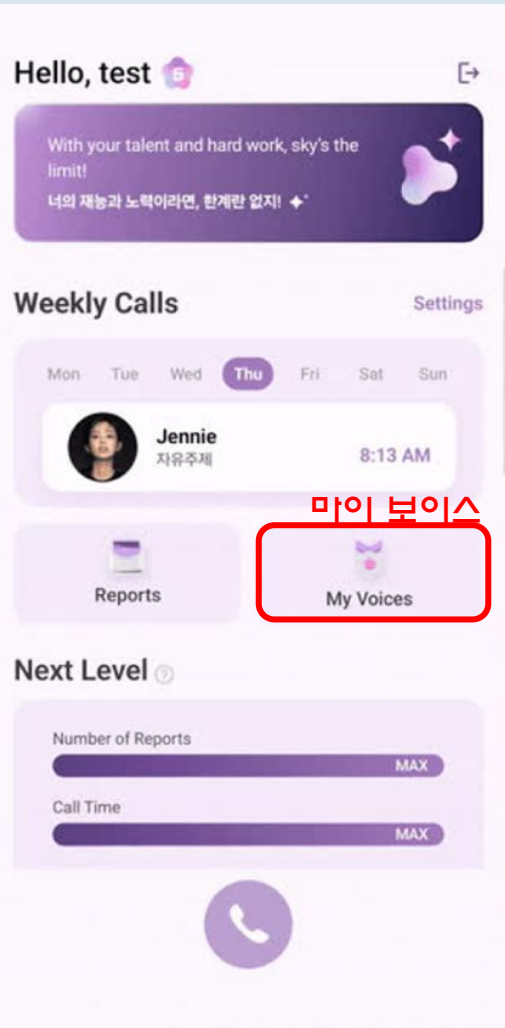 Hello, test 5
With your talent and hard work, sky's the
limit!
너의 재능과 노력이라면, 한계란 없지!
Weekly Calls
Settings
Mon Tue Wed Thu Fri Sat Sun
Jennie
자유주제
8:13 AM
마이 보이스
Reports
My Voices
Next Level ?
Number of Reports
MAX
Call Time
MAX